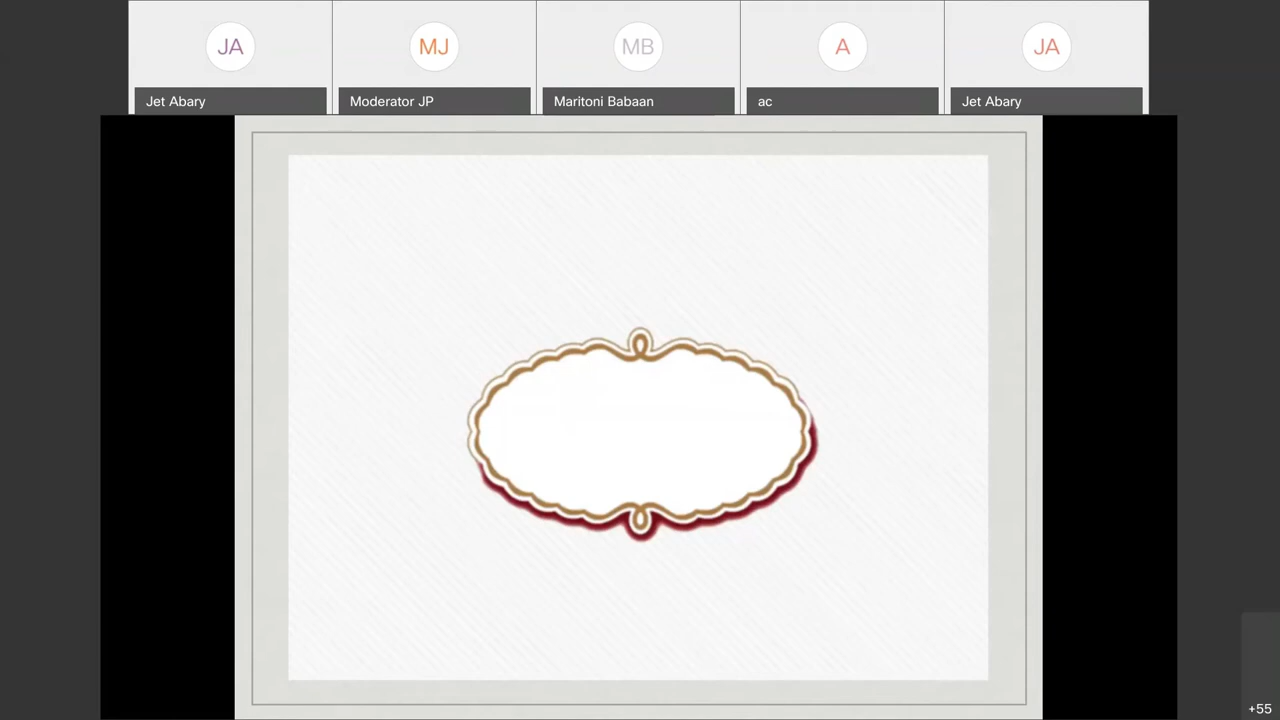 JA MJ MB A JA
Jet Abary Moderator JP Maritoni Babaan ac Jet Abary
+55